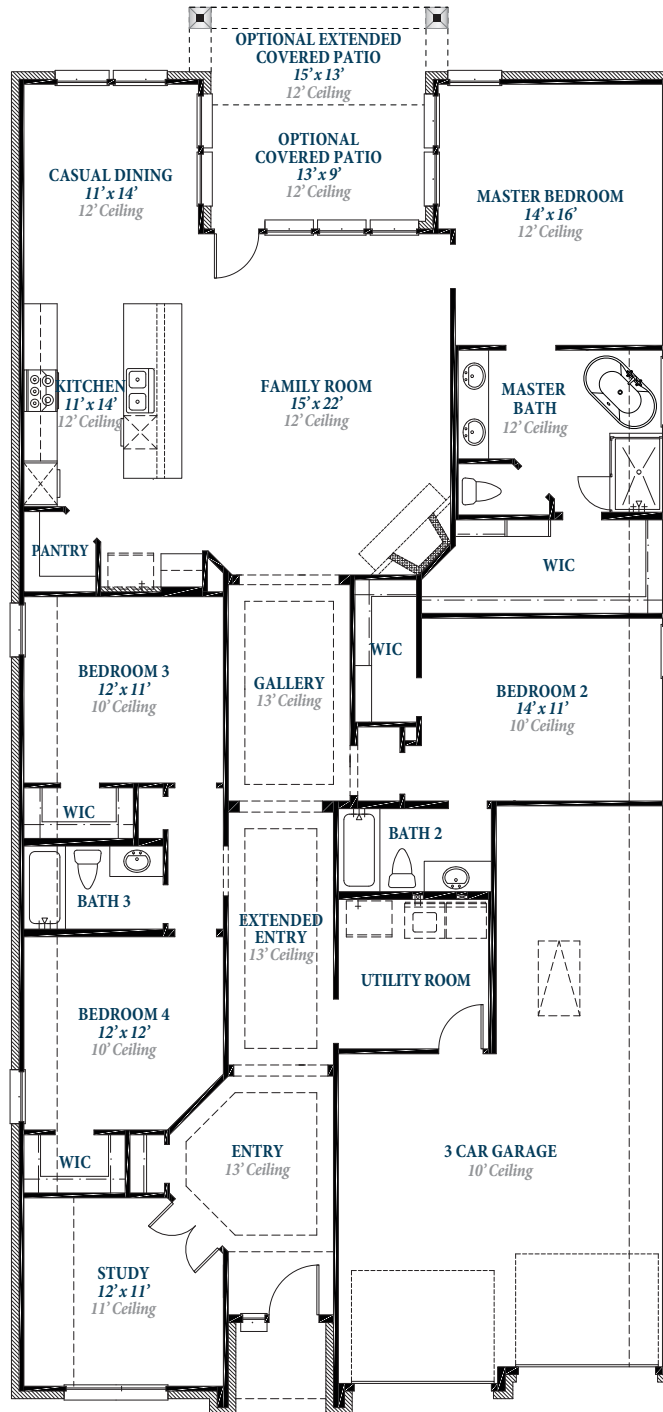 OPTIONAL EXTENDED
COVERED PATIO
15’ x 13’
12’ Ceiling
OPTIONAL
COVERED PATIO
13’ x 9’
12’ Ceiling
CASUAL DINING
11’ x 14’
12’ Ceiling
MASTER BEDROOM
14’ x 16’
12’ Ceiling
KITCHEN
11’ x 14’
12’ Ceiling
FAMILY ROOM
15’ x 22’
12’ Ceiling
MASTER
BATH
12’ Ceiling
PANTRY
WIC
WIC
BEDROOM 3
12’ x 11’
10’ Ceiling
GALLERY
13’ Ceiling
BEDROOM 2
14’ x 11’
10’ Ceiling
WIC
BATH 2
BATH 3
EXTENDED
ENTRY
13’ Ceiling
UTILITY ROOM
BEDROOM 4
12’ x 12’
10’ Ceiling
WIC
ENTRY
13’ Ceiling
3 CAR GARAGE
10’ Ceiling
STUDY
12’ x 11’
11’ Ceiling